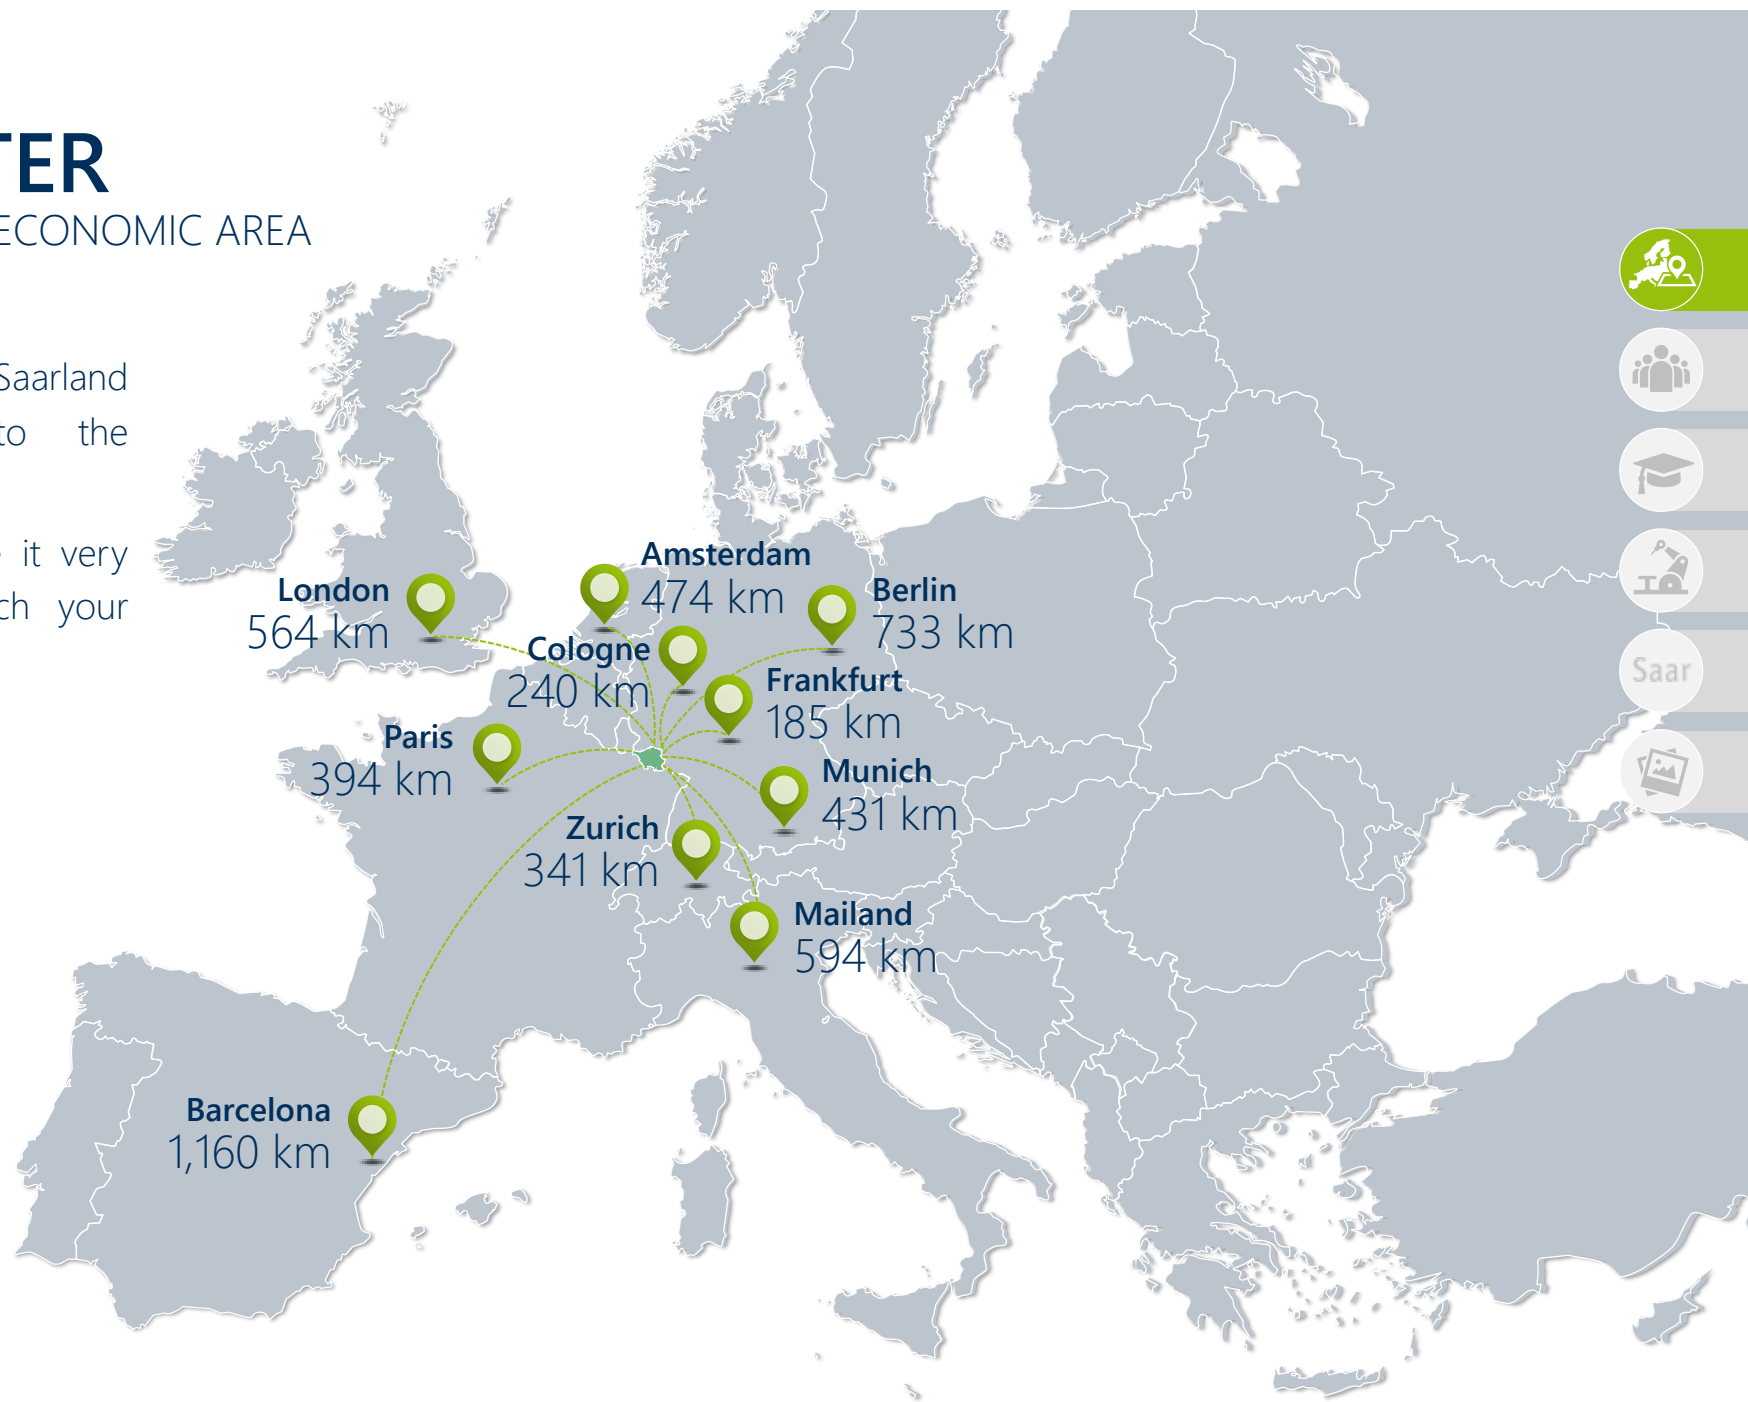 TER
ECONOMIC AREA
Saarland
to the
it very
ch your
Amsterdam
474 km
London
564 km
Berlin
733 km
Cologne
240 km
Frankfurt
185 km
Paris
394 km
Munich
431 km
Zurich
341 km
Mailand
594 km
Barcelona
1,160 km
Saar